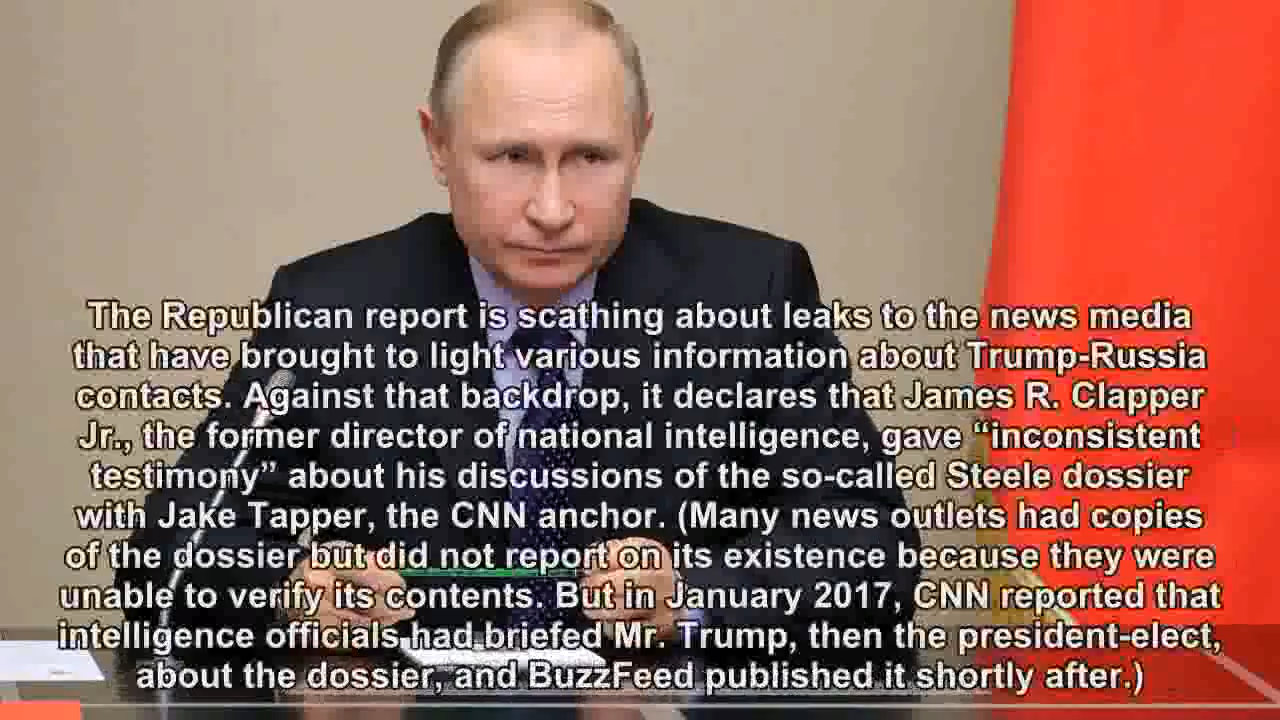 The Republican report is scathing about leaks to the news media
that have brought to light various information about Trump-Russia
contacts. Against that backdrop, it declares that James R. Clapper
Jr., the former director of national intelligence, gave “inconsistent
testimony” about his discussions of the so-called Steele dossier
with Jake Tapper, the CNN anchor. (Many news outlets had copies
of the dossier but did not report on its existence because they were
unable to verify its contents. But in January 2017, CNN reported that
intelligence officials had briefed Mr. Trump, then the president-elect,
about the dossier, and BuzzFeed published it shortly after.)